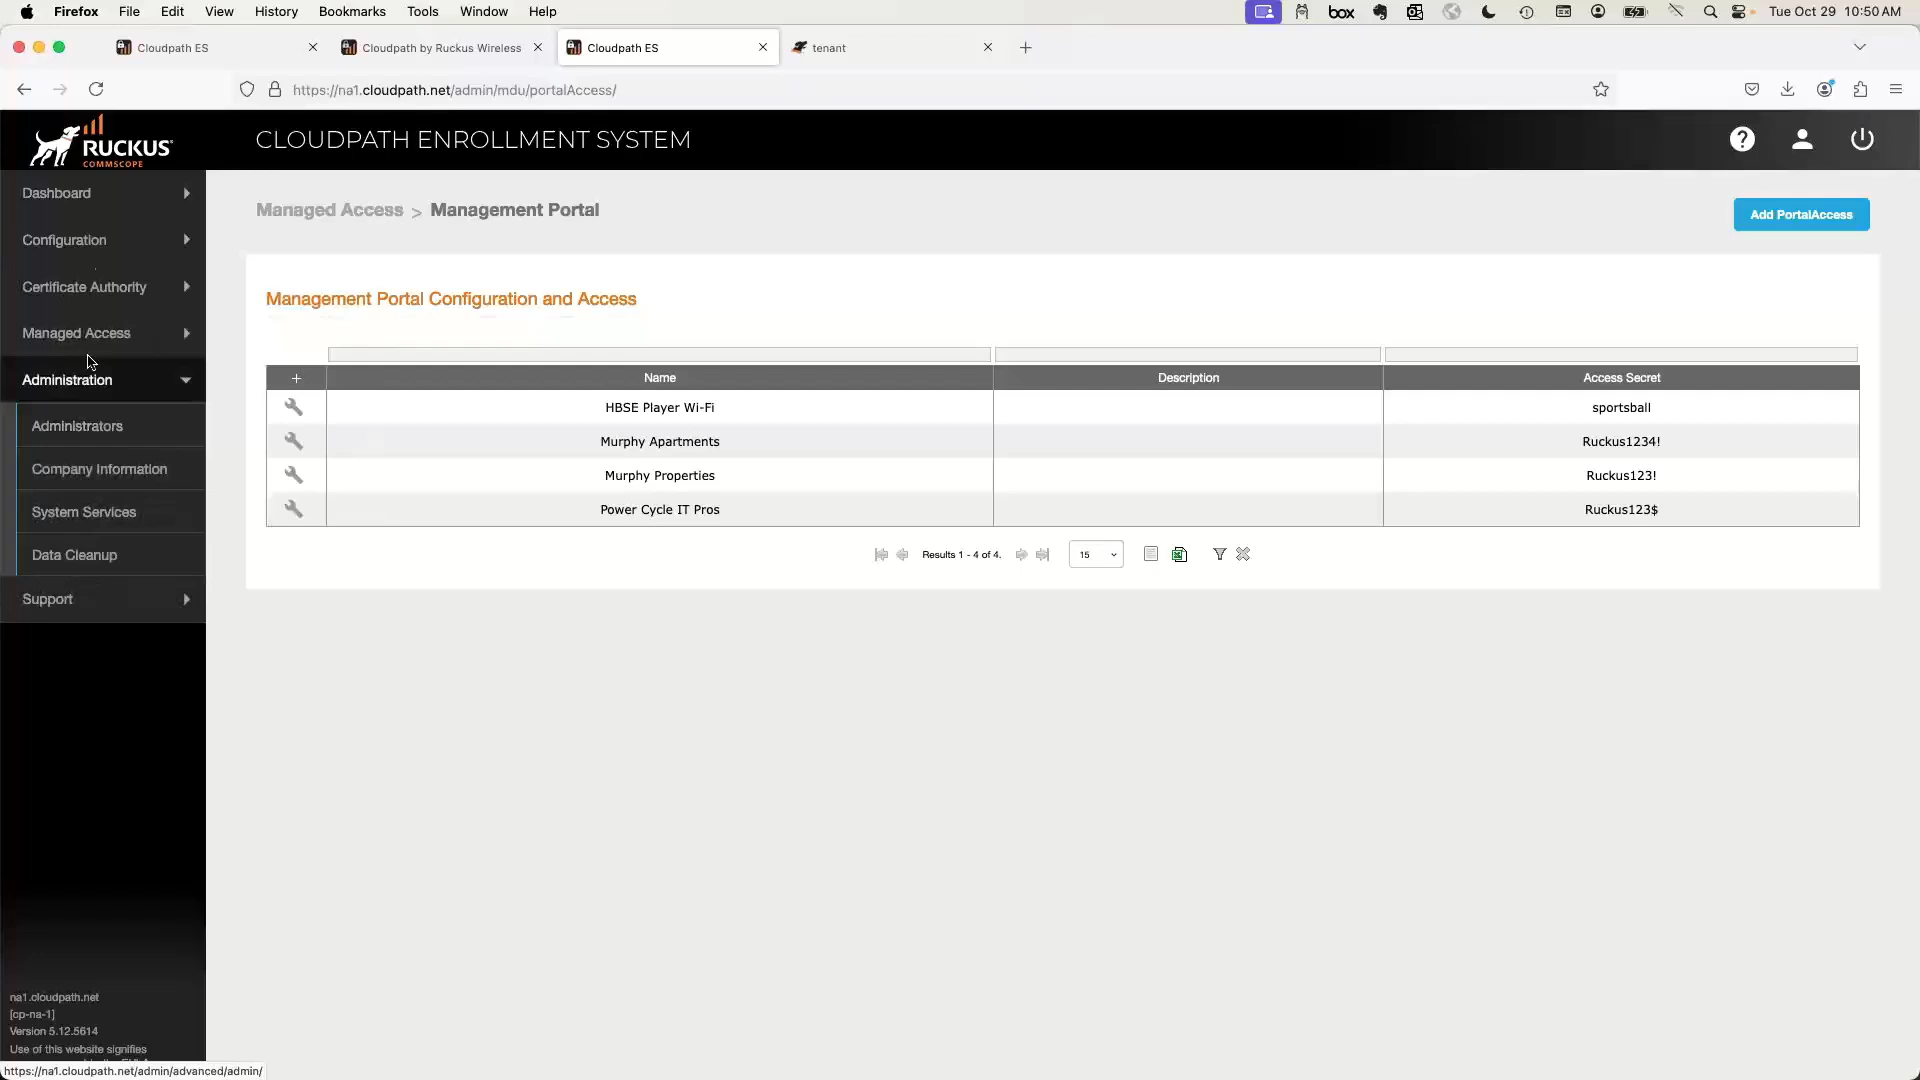 Firefox File Edit View History Bookmarks Tools Window Help box Tue Oct 29 10:50 AM
Cloudpath ES Cloudpath by Ruckus Wireless Cloudpath ES tenant
https://na1.cloudpath.net/admin/mdu/portalAccess/
RUCKUS
COMMSCOPE
CLOUDPATH ENROLLMENT SYSTEM
Dashboard
Configuration
Certificate Authority
Managed Access
Administration
Administrators
Company Information
System Services
Data Cleanup
Support
Managed Access > Management Portal
Add PortalAccess
Management Portal Configuration and Access
+ Name Description Access Secret
HBSE Player Wi-Fi sportsball
Murphy Apartments Ruckus1234!
Murphy Properties Ruckus123!
Power Cycle IT Pros Ruckus123$
Results 1 - 4 of 4. 15
na1.cloudpath.net
[cp-na-1]
Version 5.12.5614
Use of this website signifies
https://na1.cloudpath.net/admin/advanced/admin/